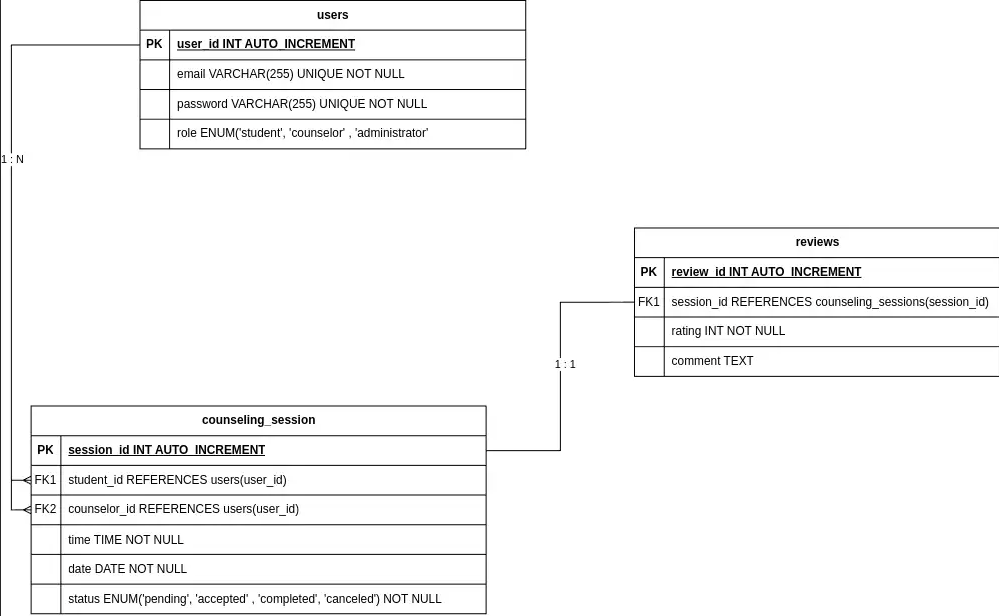 users
PK user_id INT AUTO_INCREMENT
email VARCHAR(255) UNIQUE NOT NULL
password VARCHAR(255) UNIQUE NOT NULL
role ENUM('student', 'counselor' , 'administrator'
1 : N
reviews
PK review_id INT AUTO_INCREMENT
FK1 session_id REFERENCES counseling_sessions(session_id)
rating INT NOT NULL
comment TEXT
1 : 1
counseling_session
PK session_id INT AUTO_INCREMENT
FK1 student_id REFERENCES users(user_id)
FK2 counselor_id REFERENCES users(user_id)
time TIME NOT NULL
date DATE NOT NULL
status ENUM('pending', 'accepted' , 'completed', 'canceled') NOT NULL